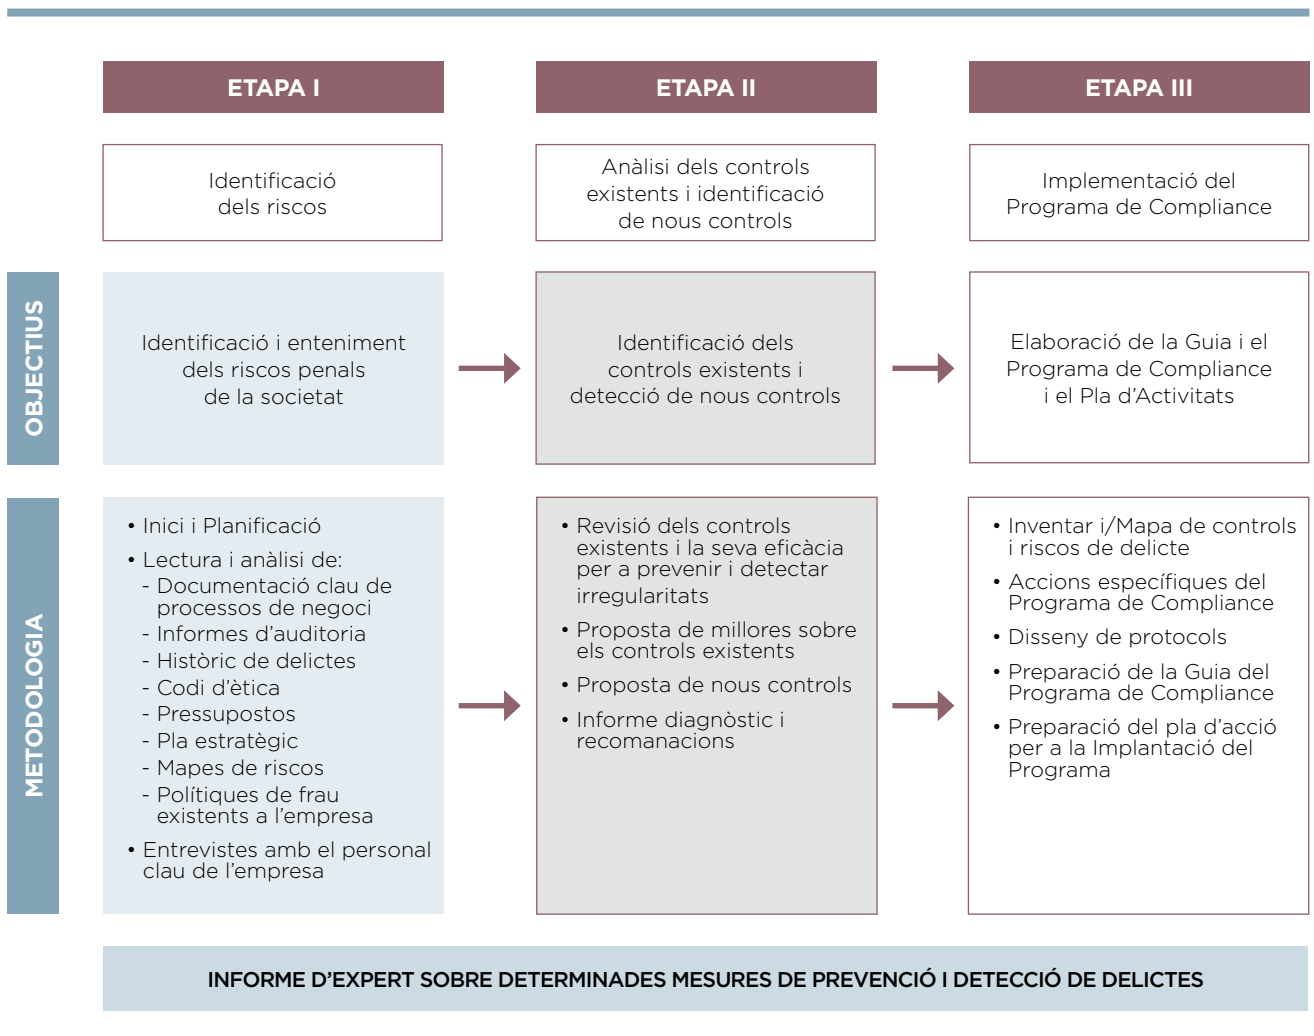 ETAPA I
ETAPA II
ETAPA III
Identificació
dels riscos
Anàlisi dels controls
existents i identificació
de nous controls
Implementació del
Programa de Compliance
OBJECTIUS
Identificació i enteniment
dels riscos penals
de la societat
Identificació dels
controls existents i
detecció de nous controls
Elaboració de la Guia i el
Programa de Compliance
i el Pla d’Activitats
METODOLOGIA
• Inici i Planificació
• Lectura i anàlisi de:
- Documentació clau de
processos de negoci
- Informes d’auditoria
- Històric de delictes
- Codi d’ètica
- Pressupostos
- Pla estratègic
- Mapes de riscos
- Polítiques de frau
existents a l’empresa
• Entrevistes amb el personal
clau de l’empresa
• Revisió dels controls
existents i la seva eficàcia
per a prevenir i detectar
irregularitats
• Proposta de millores sobre
els controls existents
• Proposta de nous controls
• Informe diagnòstic i
recomanacions
• Inventar i/Mapa de controls
i riscos de delicte
• Accions específiques del
Programa de Compliance
• Disseny de protocols
• Preparació de la Guia del
Programa de Compliance
• Preparació del pla d’acció
per a la Implantació del
Programa
INFORME D’EXPERT SOBRE DETERMINADES MESURES DE PREVENCIÓ I DETECCIÓ DE DELICTES